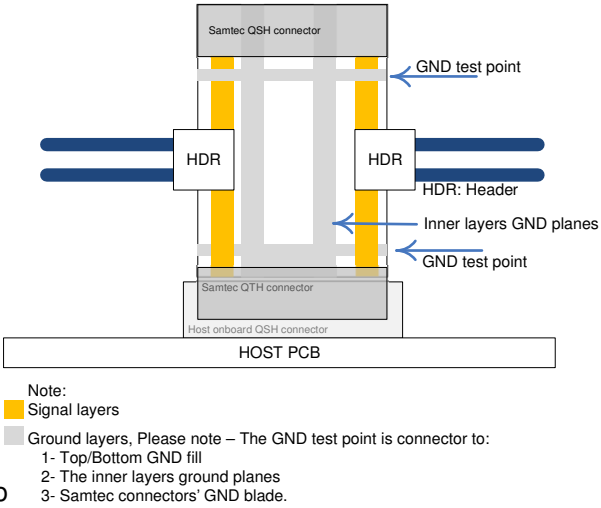 Samtec QSH connector
GND test point
HDR
HDR
HDR: Header
Inner layers GND planes
GND test point
Samtec QTH connector
Host onboard QSH connector
HOST PCB
Note:
Signal layers
Ground layers, Please note – The GND test point is connector to:
1- Top/Bottom GND fill
2- The inner layers ground planes
3- Samtec connectors' GND blade.